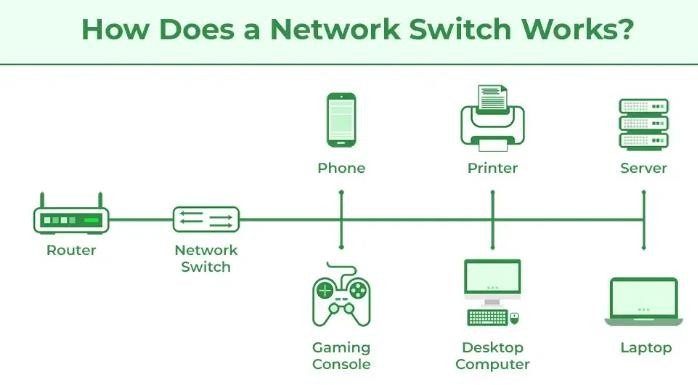 How Does a Network Switch Works?
Phone
Printer
Server
Router
Network
Switch
Gaming
Console
Desktop
Computer
Laptop